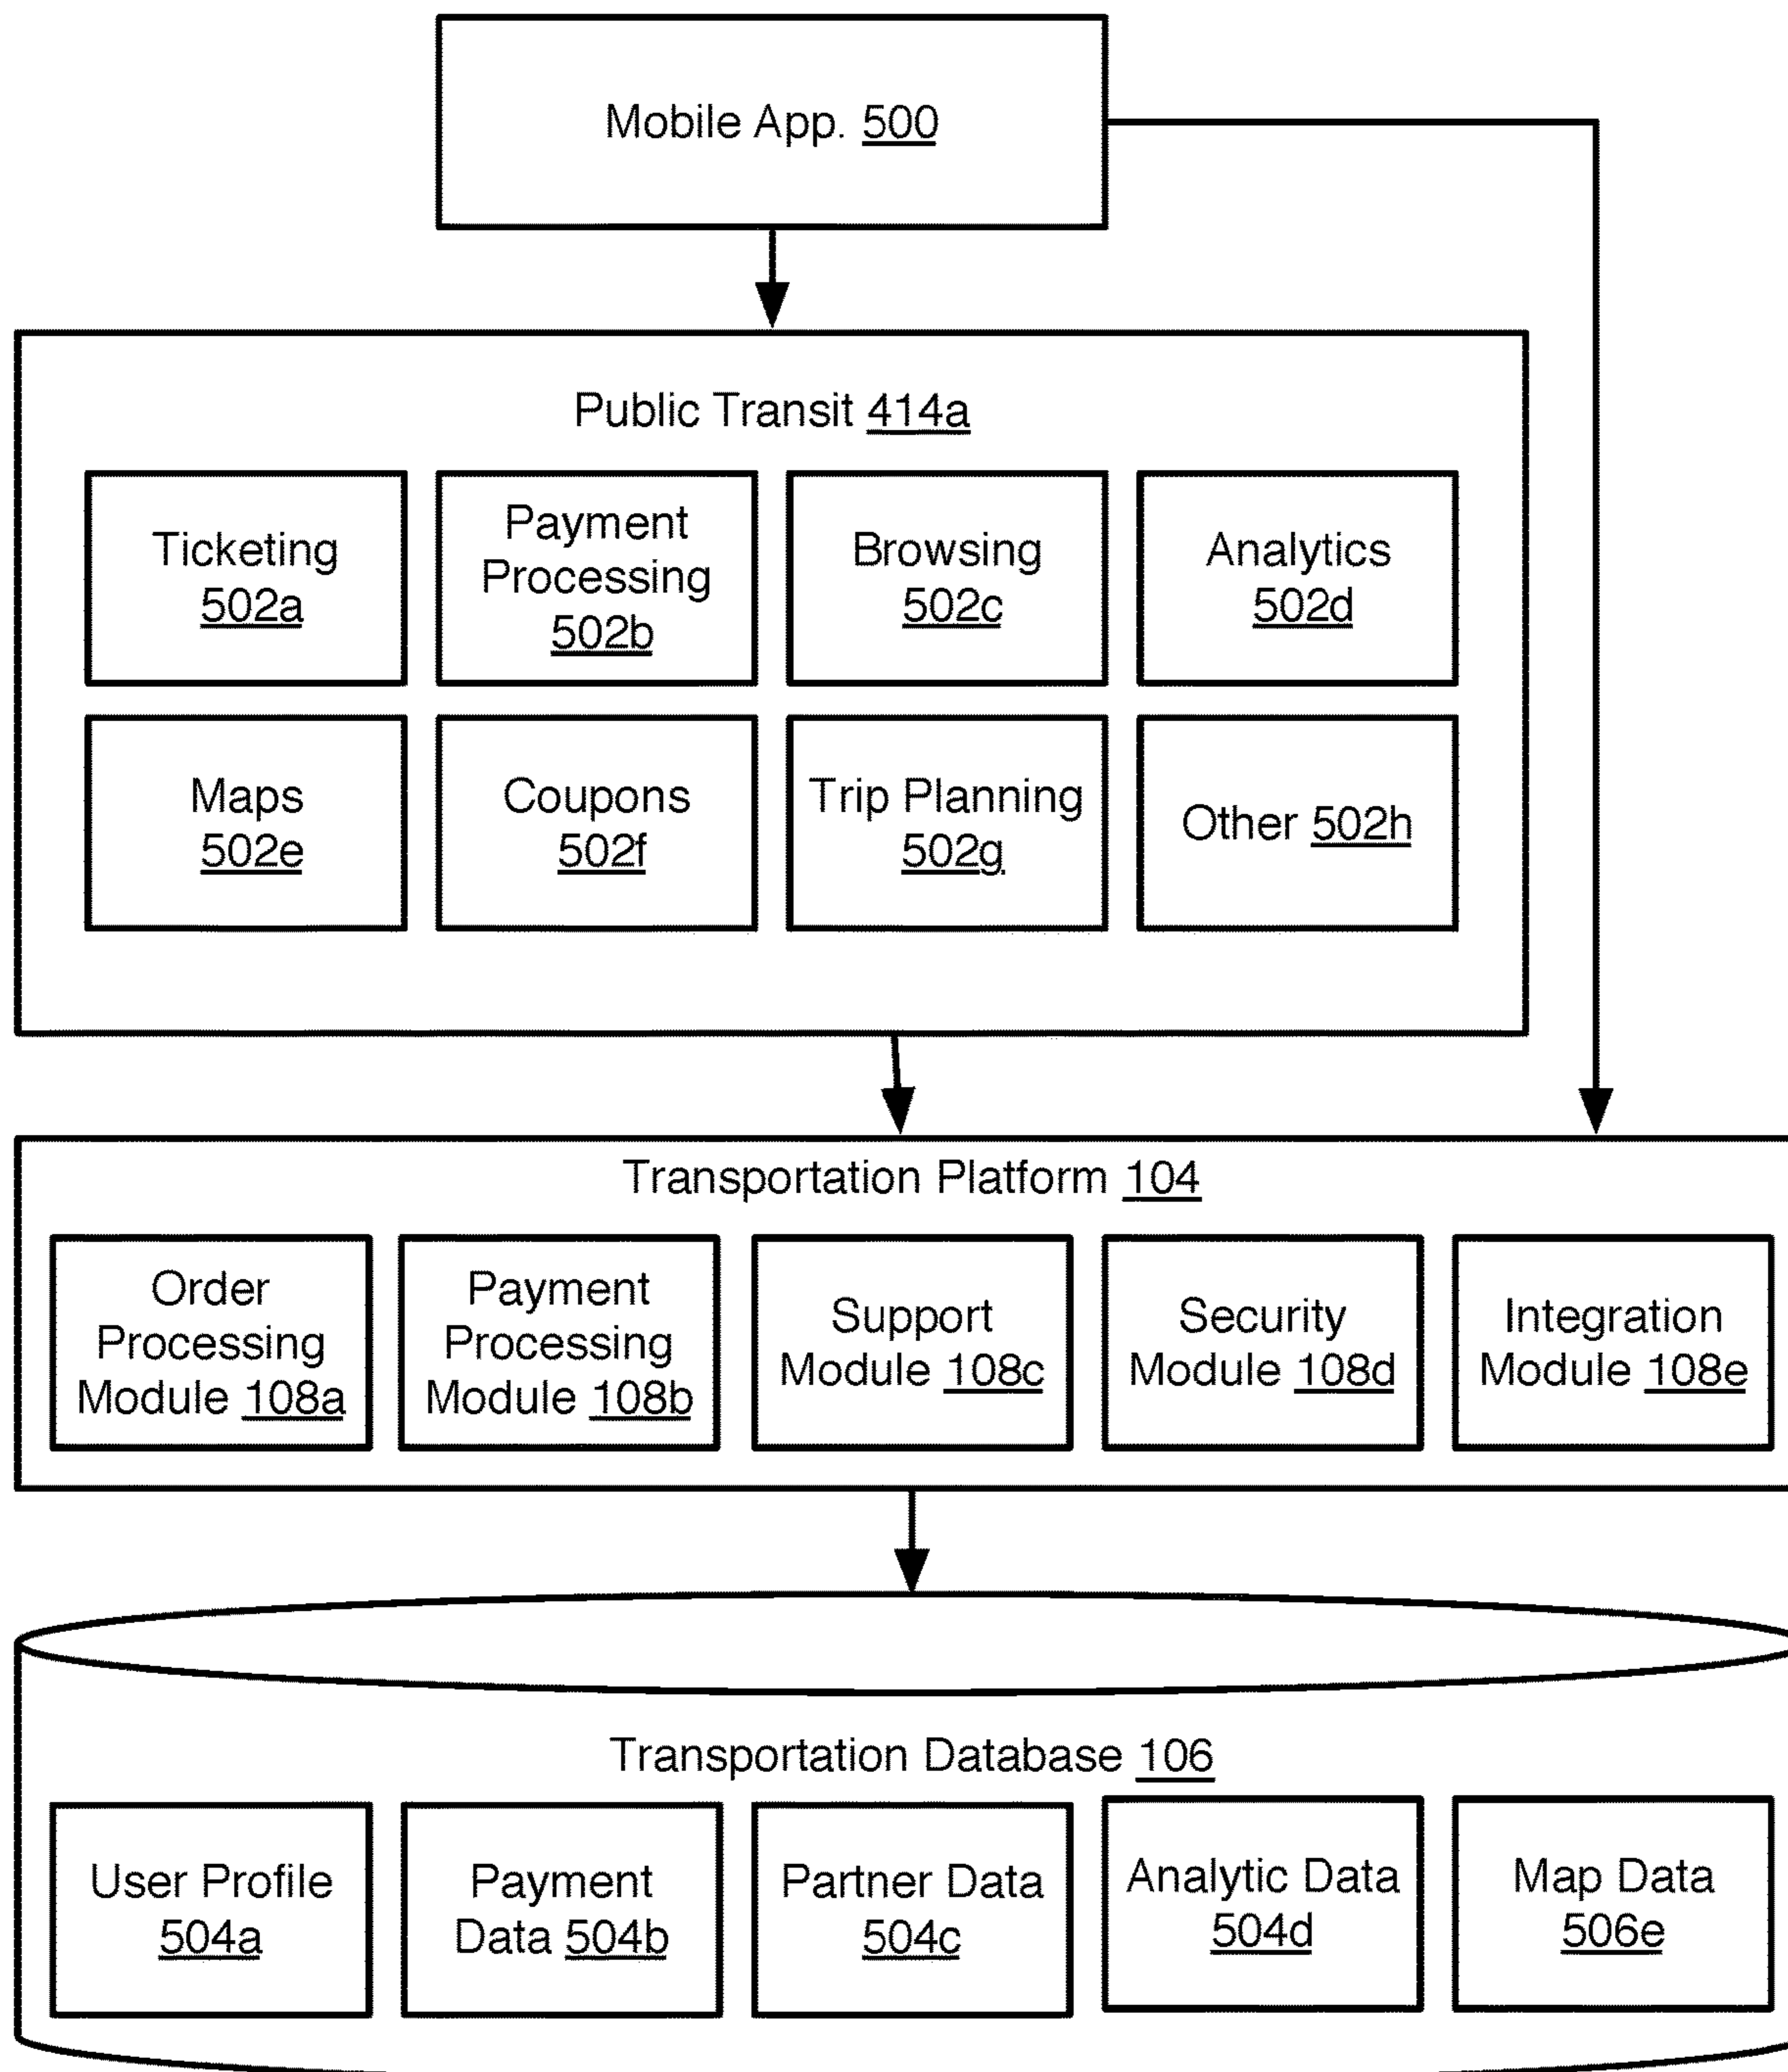 Mobile App. 500
Public Transit 414a
Ticketing
502a
Payment
Processing
502b
Browsing
502c
Analytics
502d
Maps
502e
Coupons
502f
Trip Planning
502g
Other 502h
Transportation Platform 104
Order
Processing
Module 108a
Payment
Processing
Module 108b
Support
Module 108c
Security
Module 108d
Integration
Module 108e
Transportation Database 106
User Profile
504a
Payment
Data 504b
Partner Data
504c
Analytic Data
504d
Map Data
506e